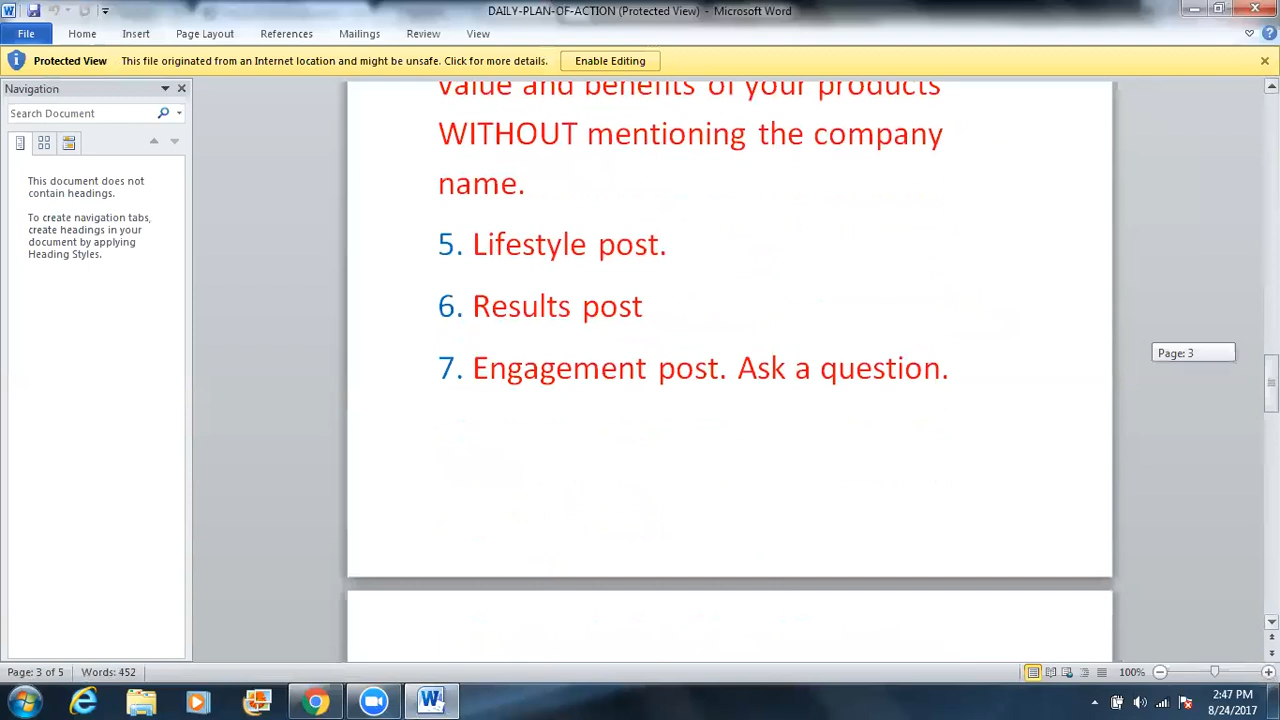 DAILY-PLAN-OF-ACTION (Protected View) - Microsoft Word
File Home Insert Page Layout References Mailings Review View
Protected View This file originated from an Internet location and might be unsafe. Click for more details. Enable Editing
Navigation
Search Document
This document does not
contain headings.
To create navigation tabs,
create headings in your
document by applying
Heading Styles.
value and benefits of your products
WITHOUT mentioning the company
name.
5. Lifestyle post.
6. Results post
7. Engagement post. Ask a question.
Page: 3
Page: 3 of 5 Words: 452 100%
2:47 PM
8/24/2017